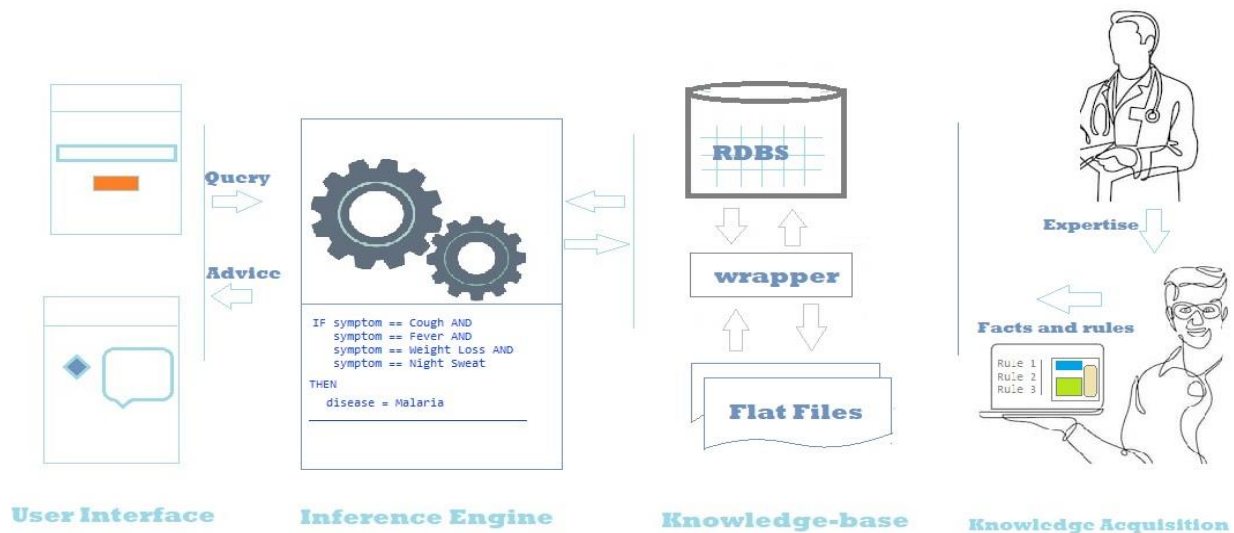 Query
Advice
IF symptom == Cough AND
symptom == Fever AND
symptom == Weight Loss AND
symptom == Night Sweat
THEN
disease = Malaria
RDBS
wrapper
Flat Files
Expertise
Facts and rules
Rule 1
Rule 2
Rule 3
User Interface
Inference Engine
Knowledge-base
Knowledge Acquisition